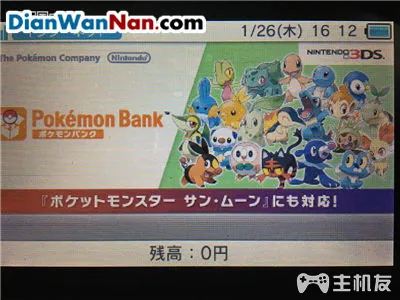 DianWanNan.com
1/26(木) 16 12
The Pokémon Company
Nintendo
NINTENDO3DS
Pokémon Bank
ポケモンバンク
『ポケットモンスター サン・ムーン』にも対応!
残高:0円
主机友